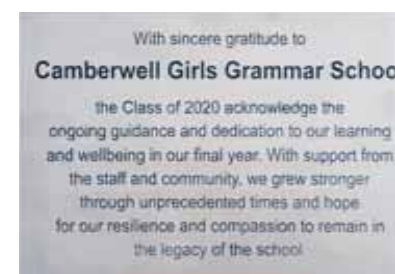 With sincere gratitude to
Camberwell Girls Grammar Schoo
the Class of 2020 acknowledge the
ongoing guidance and dedication to our learning
and wellbeing in our final year. With support from
the staff and community, we grew stronger
through unprecedented times and hope
for our resilience and compassion to remain in
the legacy of the school